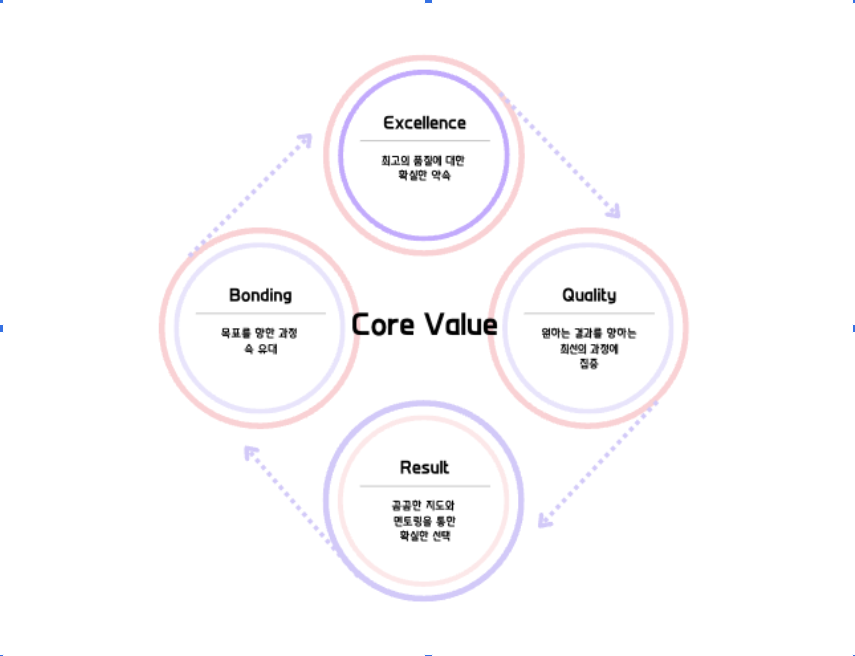 Excellence
최고의 품질에 대한
확실한 약속
Bonding
목표를 향한 과정
속 유대
Core Value
Quality
원하는 결과를 향하는
최선의 과정에
집중
Result
꼼꼼한 지도와
멘토링을 통한
확실한 선택